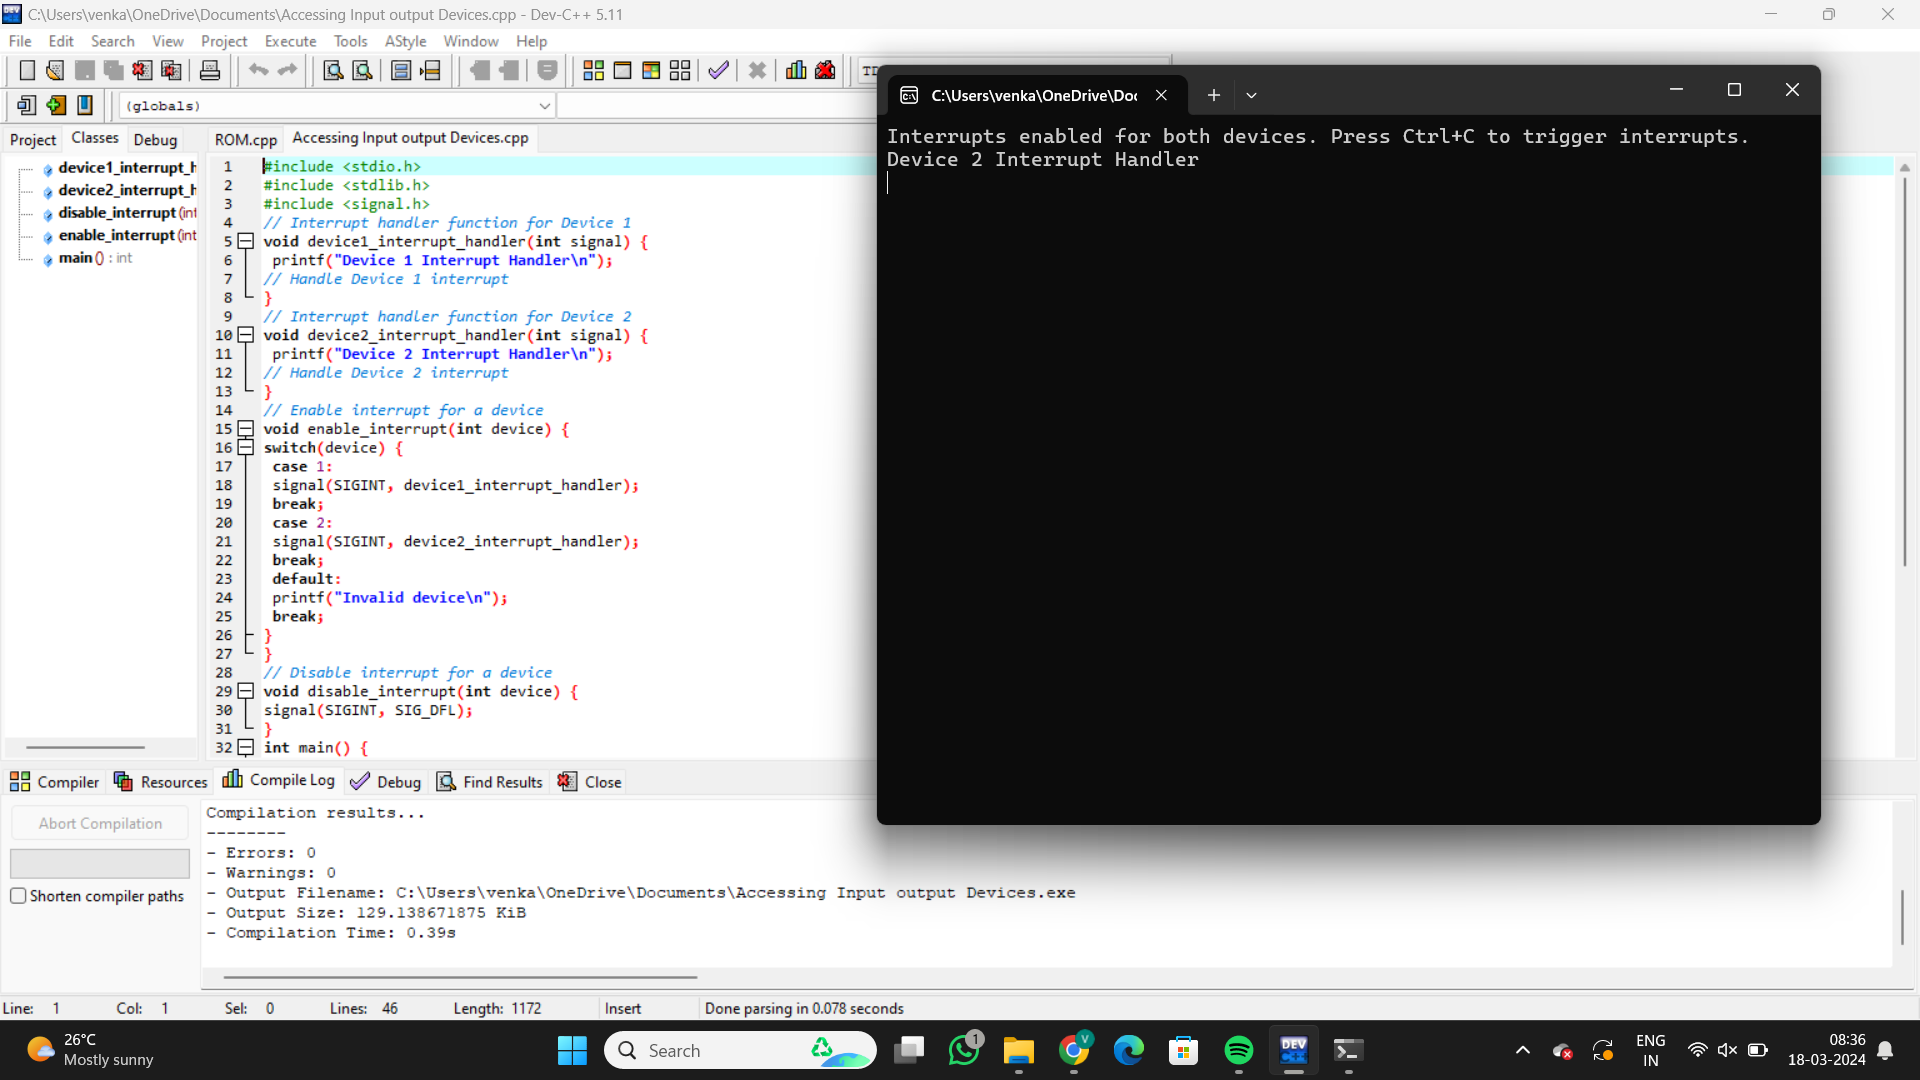 C:\Users\venka\OneDrive\Documents\Accessing Input output Devices.cpp - Dev-C++ 5.11
File Edit Search View Project Execute Tools AStyle Window Help
(globals)
Project Classes Debug
ROM.cpp Accessing Input output Devices.cpp
device1_interrupt_h
device2_interrupt_h
disable_interrupt (int
enable_interrupt (int
main () : int
1 #include <stdio.h>
2 #include <stdlib.h>
3 #include <signal.h>
4 // Interrupt handler function for Device 1
5 void device1_interrupt_handler(int signal) {
6 printf("Device 1 Interrupt Handler\n");
7 // Handle Device 1 interrupt
8 }
9 // Interrupt handler function for Device 2
10 void device2_interrupt_handler(int signal) {
11 printf("Device 2 Interrupt Handler\n");
12 // Handle Device 2 interrupt
13 }
14 // Enable interrupt for a device
15 void enable_interrupt(int device) {
16 switch(device) {
17 case 1:
18 signal(SIGINT, device1_interrupt_handler);
19 break;
20 case 2:
21 signal(SIGINT, device2_interrupt_handler);
22 break;
23 default:
24 printf("Invalid device\n");
25 break;
26 }
27 }
28 // Disable interrupt for a device
29 void disable_interrupt(int device) {
30 signal(SIGINT, SIG_DFL);
31 }
32 int main() {
C:\Users\venka\OneDrive\Doc
Interrupts enabled for both devices. Press Ctrl+C to trigger interrupts.
Device 2 Interrupt Handler
Compiler Resources Compile Log Debug Find Results Close
Abort Compilation
Shorten compiler paths
Compilation results...
--------
- Errors: 0
- Warnings: 0
- Output Filename: C:\Users\venka\OneDrive\Documents\Accessing Input output Devices.exe
- Output Size: 129.138671875 KiB
- Compilation Time: 0.39s
Line: 1 Col: 1 Sel: 0 Lines: 46 Length: 1172 Insert Done parsing in 0.078 seconds
26°C
Mostly sunny
Search
1
V
DEV
C++
ENG
IN
08:36
18-03-2024